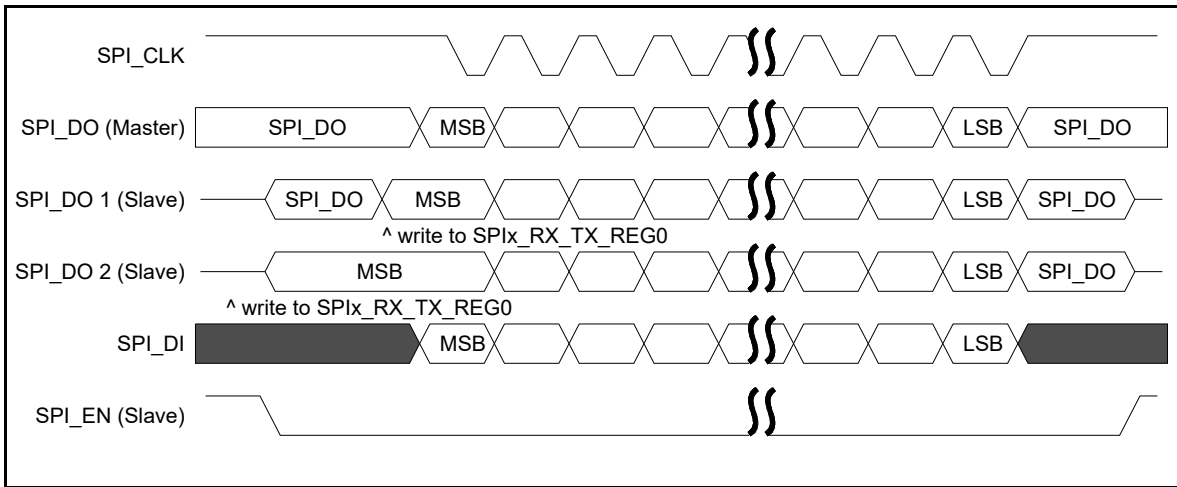 SPI_CLK
SPI_DO (Master) SPI_DO MSB LSB SPI_DO
SPI_DO 1 (Slave) SPI_DO MSB LSB SPI_DO
^ write to SPIx_RX_TX_REG0
SPI_DO 2 (Slave) MSB LSB SPI_DO
^ write to SPIx_RX_TX_REG0
SPI_DI MSB LSB
SPI_EN (Slave)